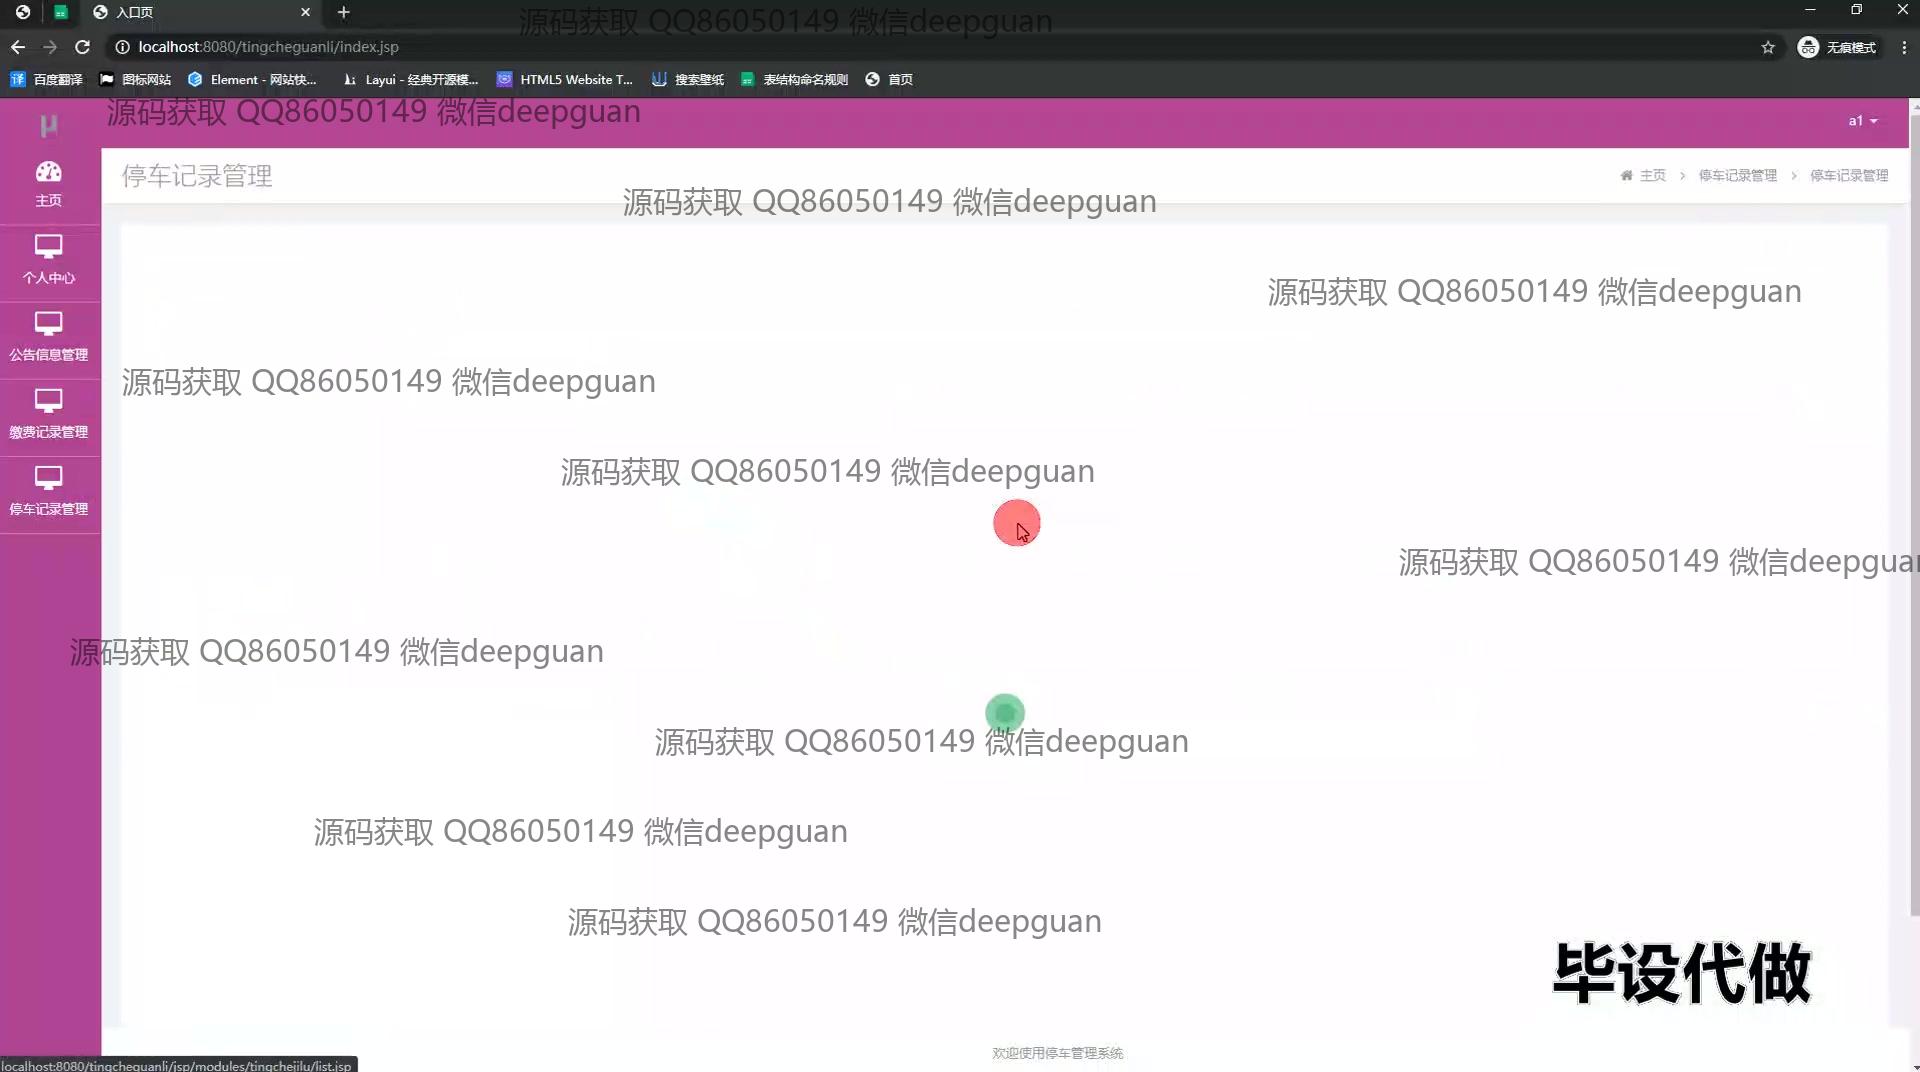 入口页
源码获取 QQ86050149 微信deepguan
localhost:8080/tingcheguanli/index.jsp
无痕模式
百度翻译
图标网站
Element - 网站快...
Layui - 经典开源模...
HTML5 Website T...
搜索壁纸
表结构命名规则
首页
源码获取 QQ86050149 微信deepguan
a1
停车记录管理
主页 > 停车记录管理 > 停车记录管理
主页
源码获取 QQ86050149 微信deepguan
个人中心
源码获取 QQ86050149 微信deepguan
公告信息管理
源码获取 QQ86050149 微信deepguan
缴费记录管理
源码获取 QQ86050149 微信deepguan
停车记录管理
源码获取 QQ86050149 微信deepguan
源码获取 QQ86050149 微信deepguan
源码获取 QQ86050149 微信deepguan
源码获取 QQ86050149 微信deepguan
源码获取 QQ86050149 微信deepguan
毕设代做
欢迎使用停车管理系统
localhost:8080/tingcheguanli/jsp/modules/tingchejilu/list.jsp